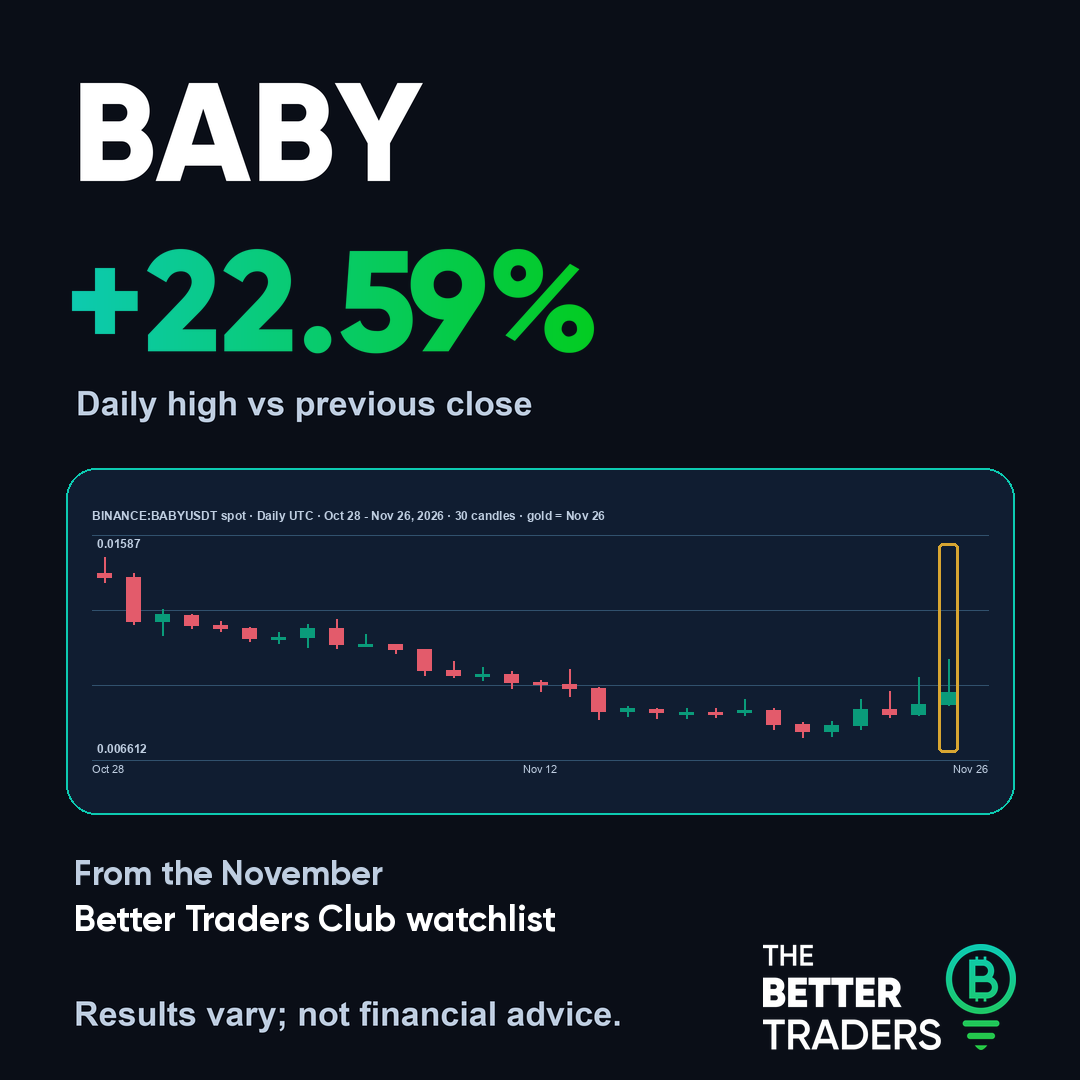 BABY
+22.59%
Daily high vs previous close
BINANCE:BABYUSDT spot · Daily UTC · Oct 28 - Nov 26, 2026 · 30 candles · gold = Nov 26
0.01587
0.006612
Oct 28
Nov 12
Nov 26
From the November
Better Traders Club watchlist
Results vary; not financial advice.
THE
BETTER
TRADERS